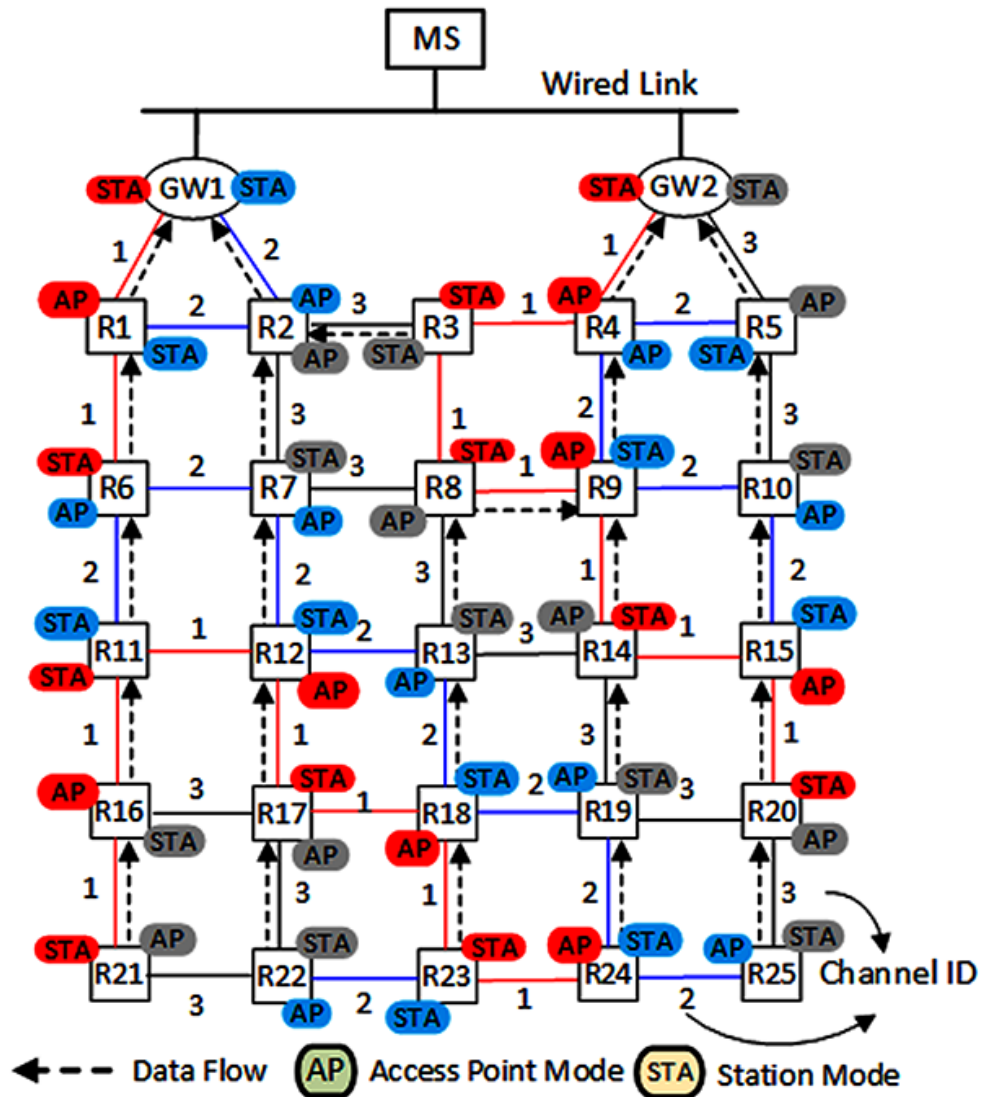 MS
Wired Link
STA GW1 STA STA GW2 STA
1 2 1 3
AP AP 3 STA 1 AP 2 AP
R1 2 R2 R3 R4 R5
STA AP STA AP STA
1 3 1 2 3
STA STA 3 STA 1 AP STA 2 STA
R6 2 R7 R8 R9 R10
AP AP AP AP
2 2 3 1 2
STA STA 2 STA 3 AP STA 1 STA
R11 1 R12 R13 R14 R15
STA AP AP AP
1 1 2 3 1
AP 3 STA 1 STA 2 AP STA 3 STA
R16 R17 R18 R19 R20
STA AP AP AP
1 3 1 2 3
STA AP STA STA AP STA AP STA
R21 R22 R23 R24 R25 Channel ID
3 AP 2 STA 1 2
Data Flow AP Access Point Mode STA Station Mode